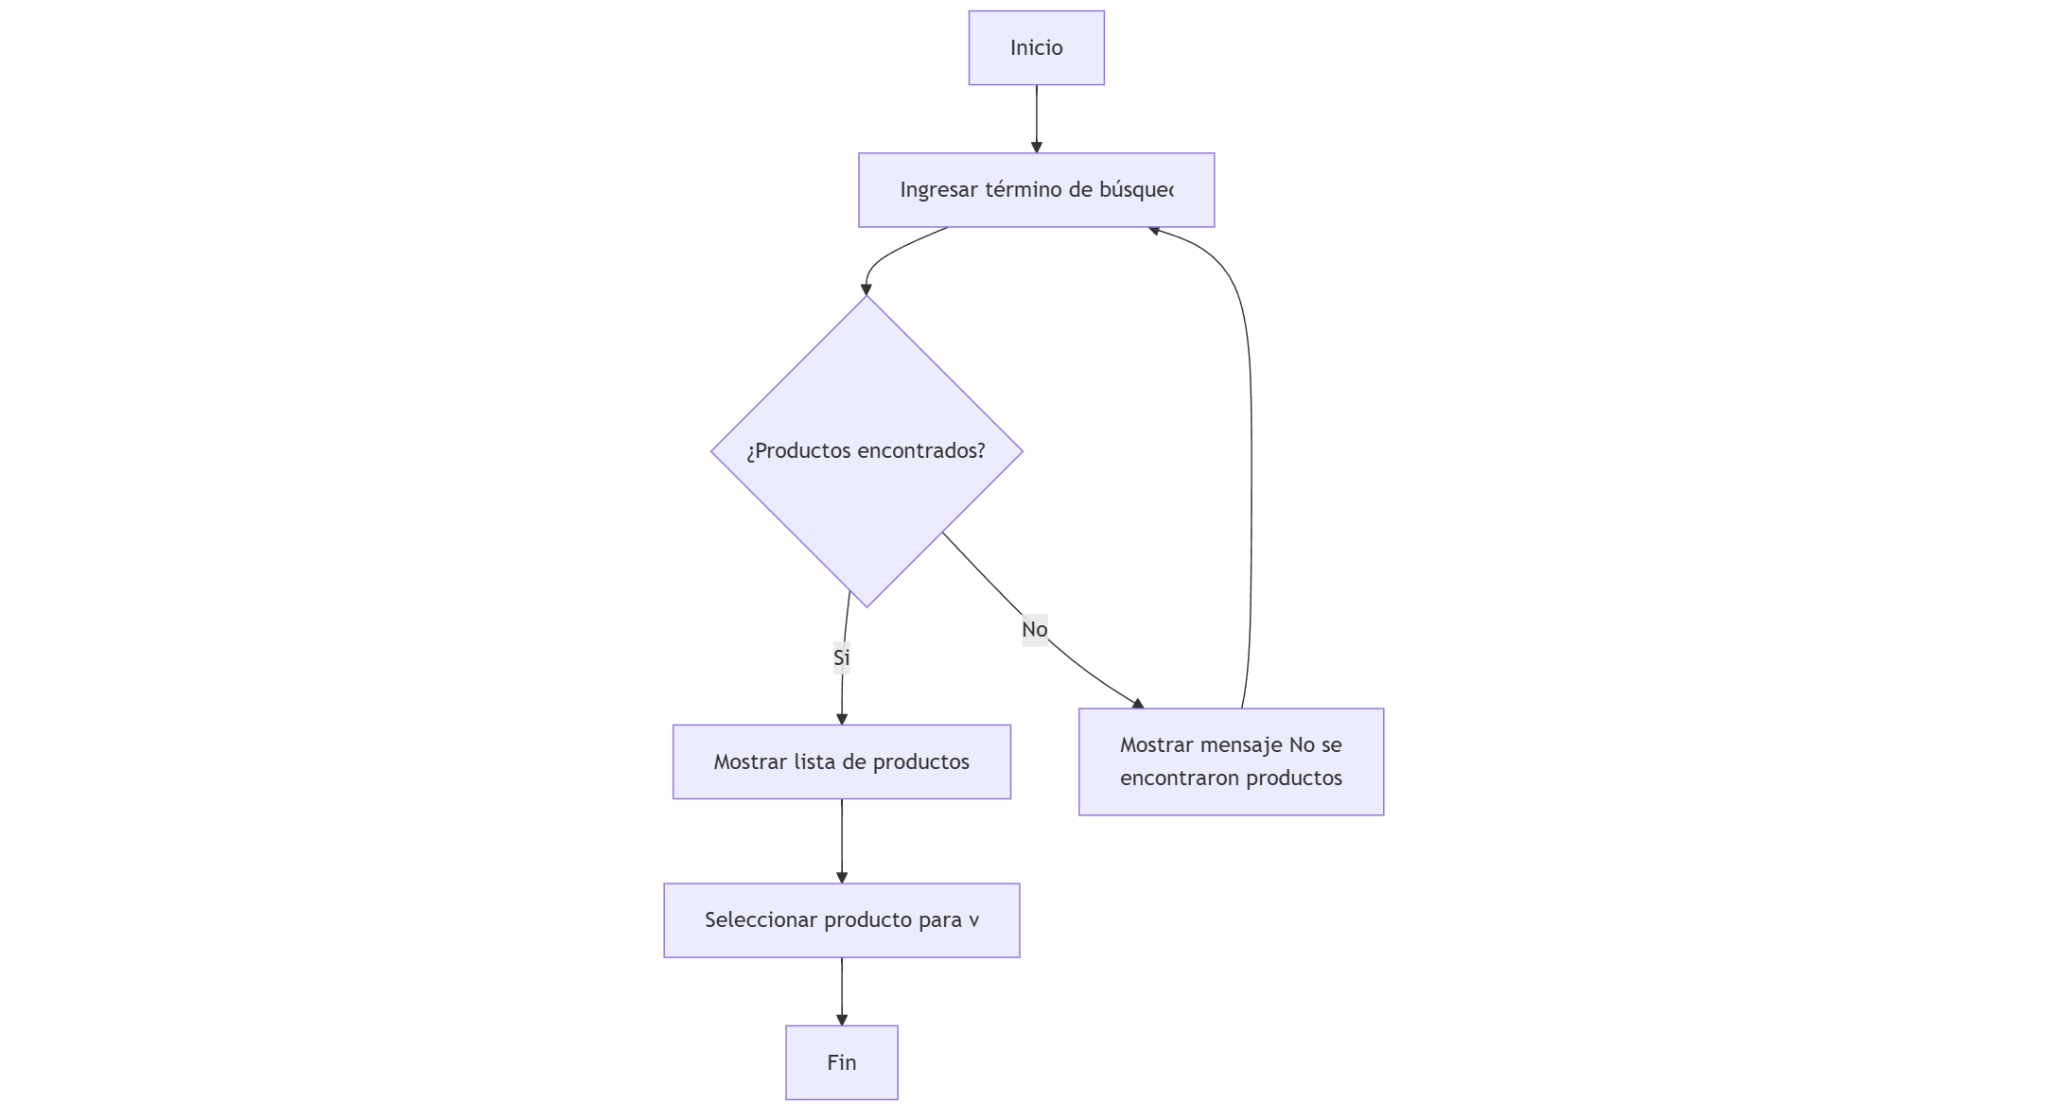 Inicio
Ingresar término de búsque
¿Productos encontrados?
No
Si
Mostrar mensaje No se
encontraron productos
Mostrar lista de productos
Seleccionar producto para v
Fin